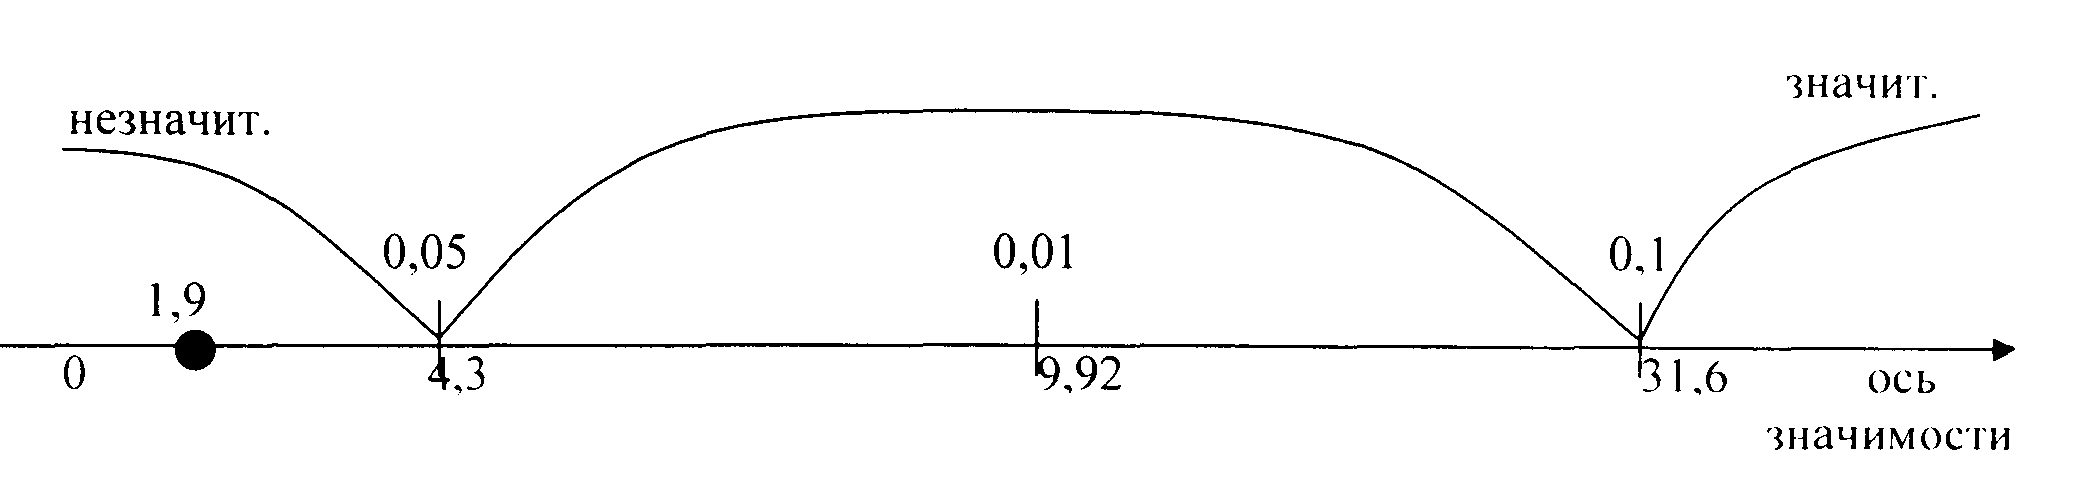 значит.
незначит.
0,05
0,01
0,1
1,9
0
4,3
9,92
31,6
ось
значимости